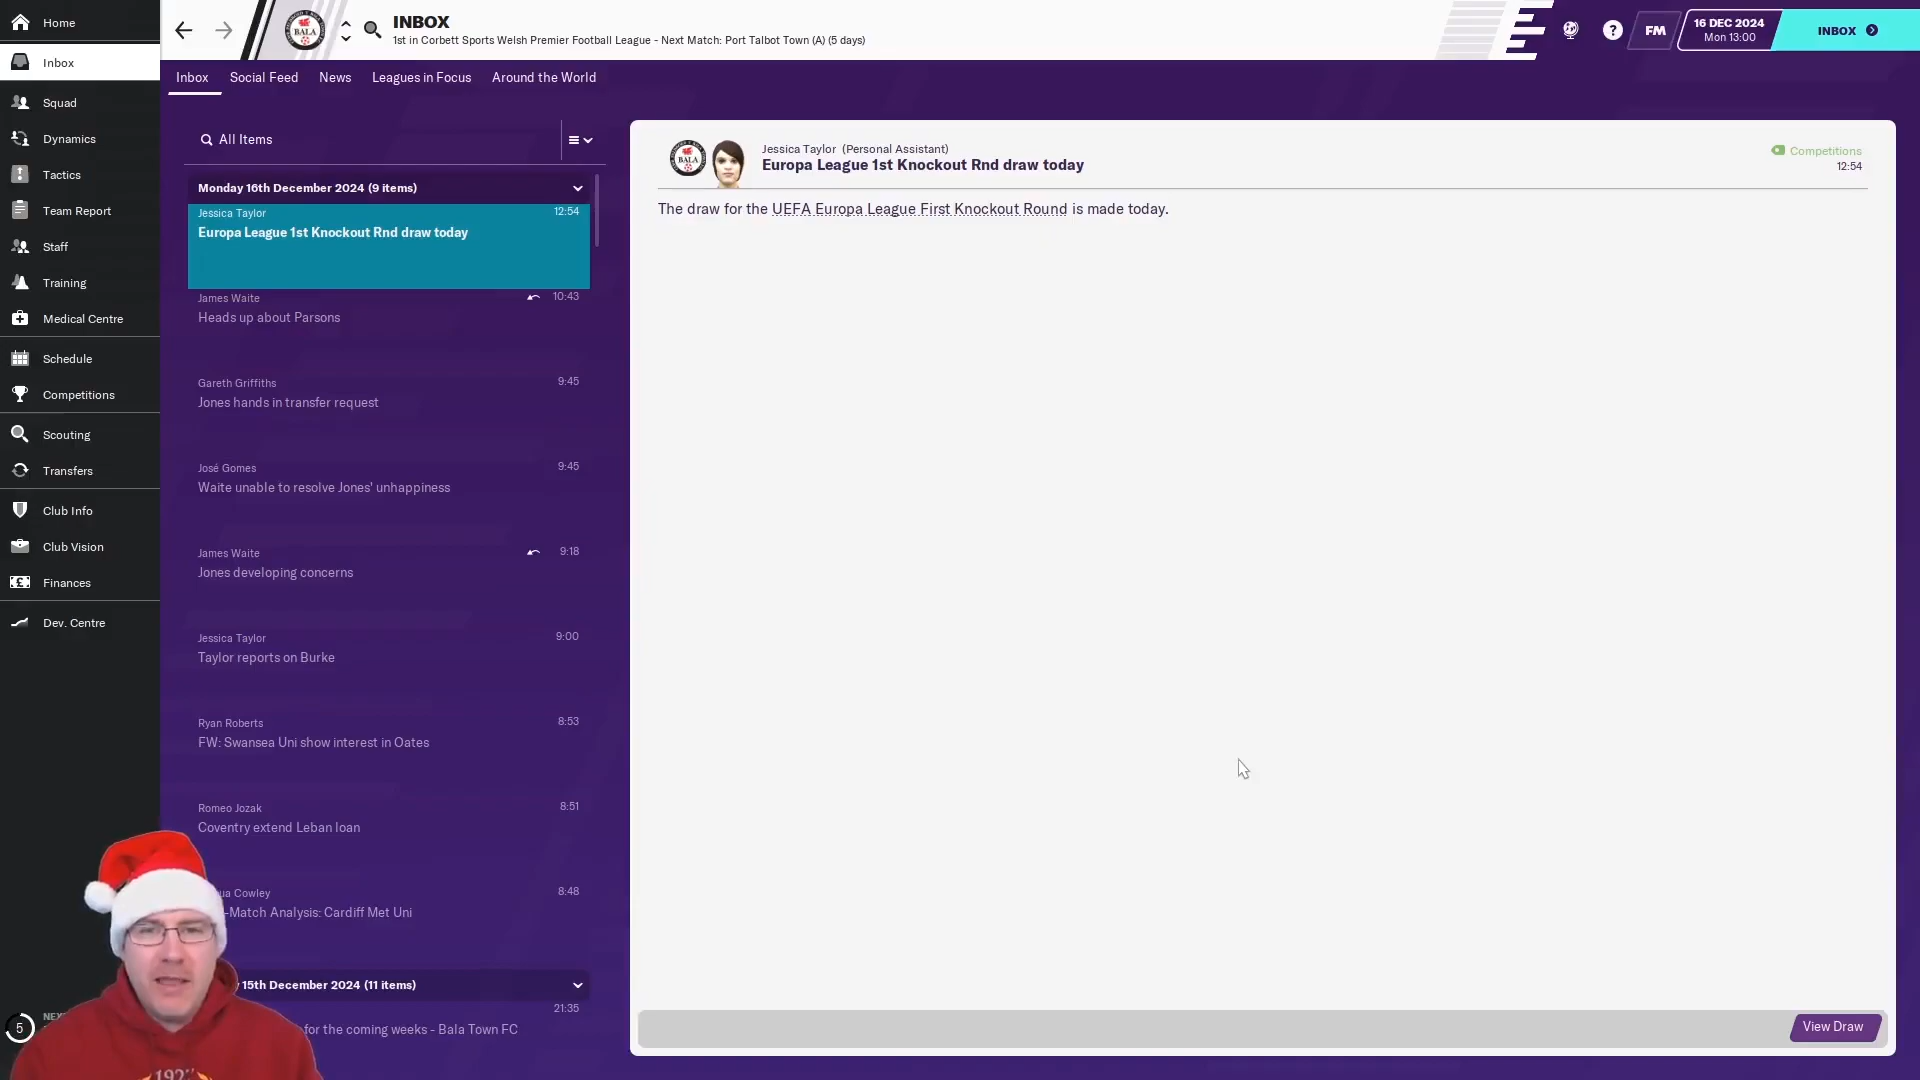 Home
Inbox
Squad
Dynamics
Tactics
Team Report
Staff
Training
Medical Centre
Schedule
Competitions
Scouting
Transfers
Club Info
Club Vision
Finances
Dev. Centre
5
BALA
INBOX
1st in Corbett Sports Welsh Premier Football League - Next Match: Port Talbot Town (A) (5 days)
?
FM
16 DEC 2024
Mon 13:00
INBOX
Inbox
Social Feed
News
Leagues in Focus
Around the World
All Items
Monday 16th December 2024 (9 items)
Jessica Taylor 12:54
Europa League 1st Knockout Rnd draw today
James Waite 10:43
Heads up about Parsons
Gareth Griffiths 9:45
Jones hands in transfer request
José Gomes 9:45
Waite unable to resolve Jones' unhappiness
James Waite 9:18
Jones developing concerns
Jessica Taylor 9:00
Taylor reports on Burke
Ryan Roberts 8:53
FW: Swansea Uni show interest in Oates
Romeo Jozak 8:51
Coventry extend Leban loan
Cowley 8:48
-Match Analysis: Cardiff Met Uni
15th December 2024 (11 items)
21:35
for the coming weeks - Bala Town FC
BALA
Jessica Taylor (Personal Assistant)
Europa League 1st Knockout Rnd draw today
Competitions
12:54
The draw for the UEFA Europa League First Knockout Round is made today.
View Draw